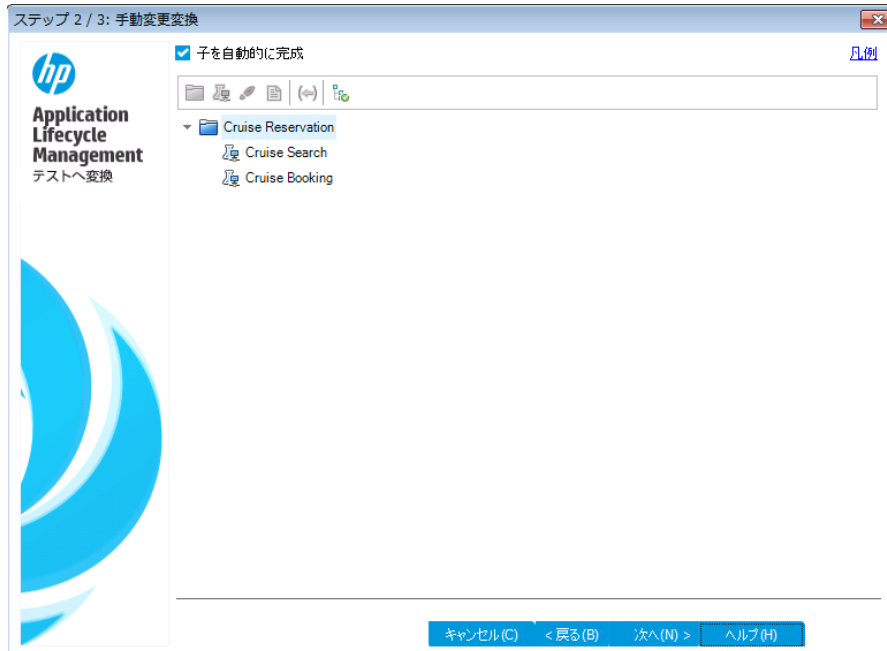 ステップ 2 / 3: 手動変更変換
hp
Application
Lifecycle
Management
テストへ変換
子を自動的に完成
凡例
Cruise Reservation
Cruise Search
Cruise Booking
キャンセル(C) < 戻る(B) 次へ(N) > ヘルプ(H)